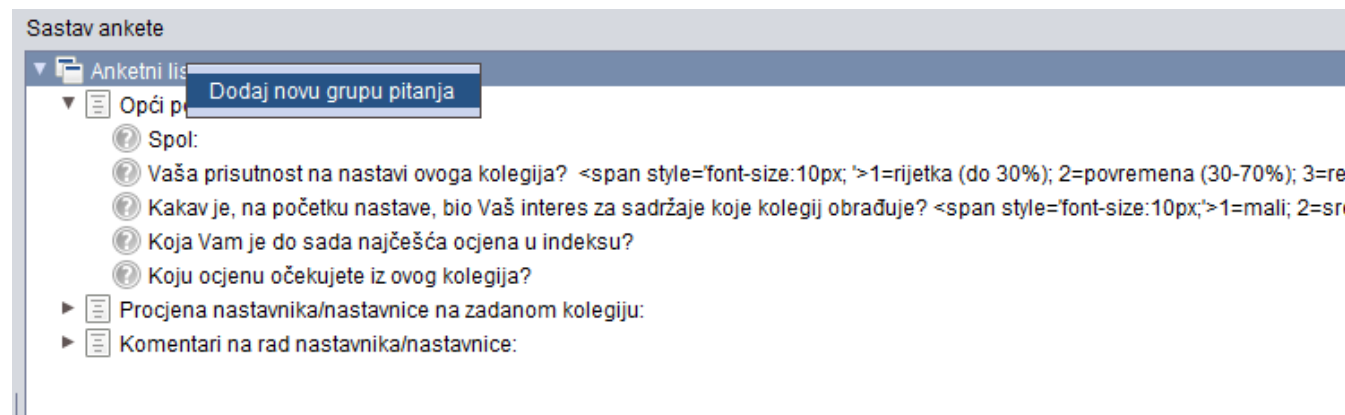 Sastav ankete
Anketni lis
Dodaj novu grupu pitanja
Opći p
Spol:
Vaša prisutnost na nastavi ovoga kolegija? <span style='font-size:10px; '>1=rijetka (do 30%); 2=povremena (30-70%); 3=re
Kakav je, na početku nastave, bio Vaš interes za sadržaje koje kolegij obrađuje? <span style='font-size:10px;'>1=mali; 2=sre
Koja Vam je do sada najčešća ocjena u indeksu?
Koju ocjenu očekujete iz ovog kolegija?
Procjena nastavnika/nastavnice na zadanom kolegiju:
Komentari na rad nastavnika/nastavnice: